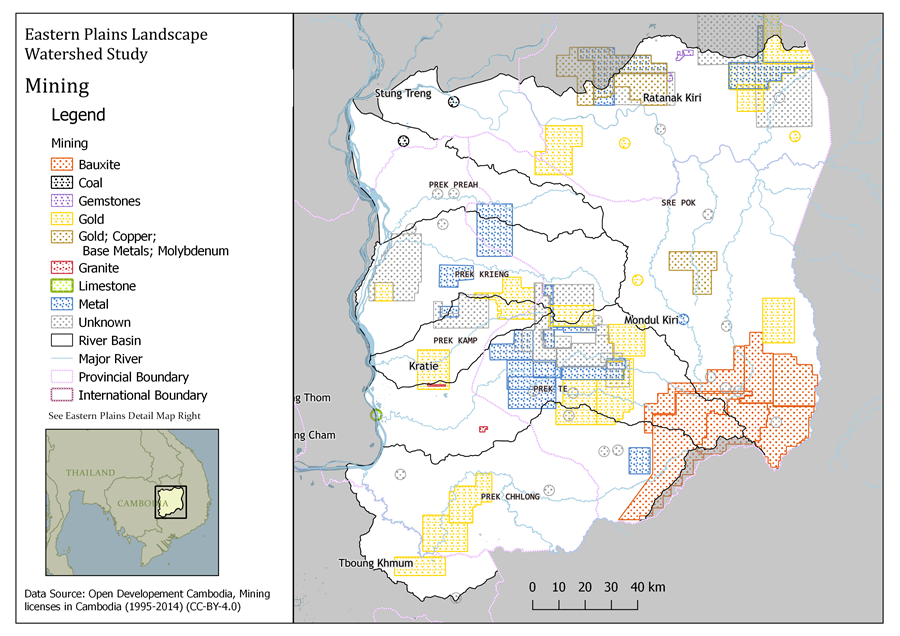 Eastern Plains Landscape
Watershed Study
Mining
Legend
Mining
Bauxite
Coal
Gemstones
Gold
Gold; Copper;
Base Metals; Molybdenum
Granite
Limestone
Metal
Unknown
River Basin
Major River
Provincial Boundary
International Boundary
See Eastern Plains Detail Map Right
THAILAND
CAMBODIA
Data Source: Open Developement Cambodia, Mining
licenses in Cambodia (1995-2014) (CC-BY-4.0)
Stung Treng
Ratanak Kiri
PREK PREAH
SRE POK
PREK KRIENG
Mondul Kiri
PREK KAMP
Kratie
PREK TE
ng Thom
ng Cham
PREK CHHLONG
Tboung Khmum
0 10 20 30 40 km